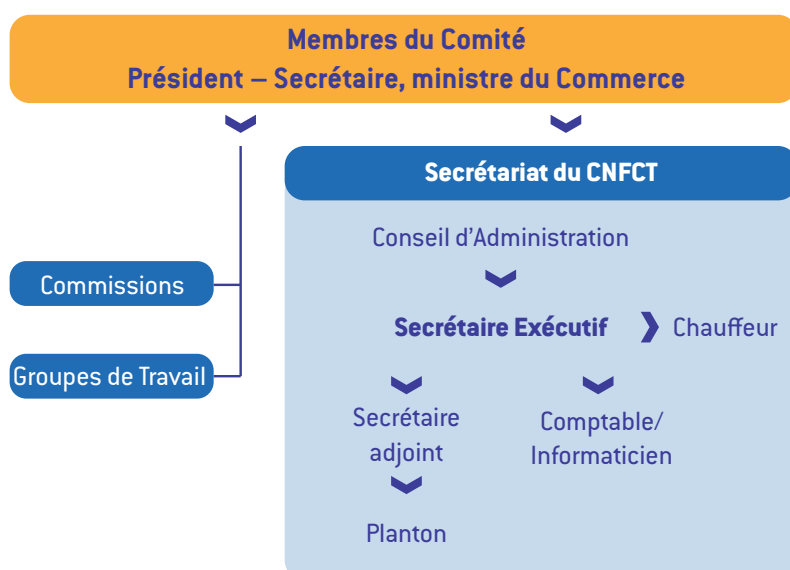 Membres du Comité
Président – Secrétaire, ministre du Commerce
Secrétariat du CNFCT
Conseil d'Administration
Commissions
Secrétaire Exécutif
Chauffeur
Groupes de Travail
Secrétaire
adjoint
Comptable/
Informaticien
Planton